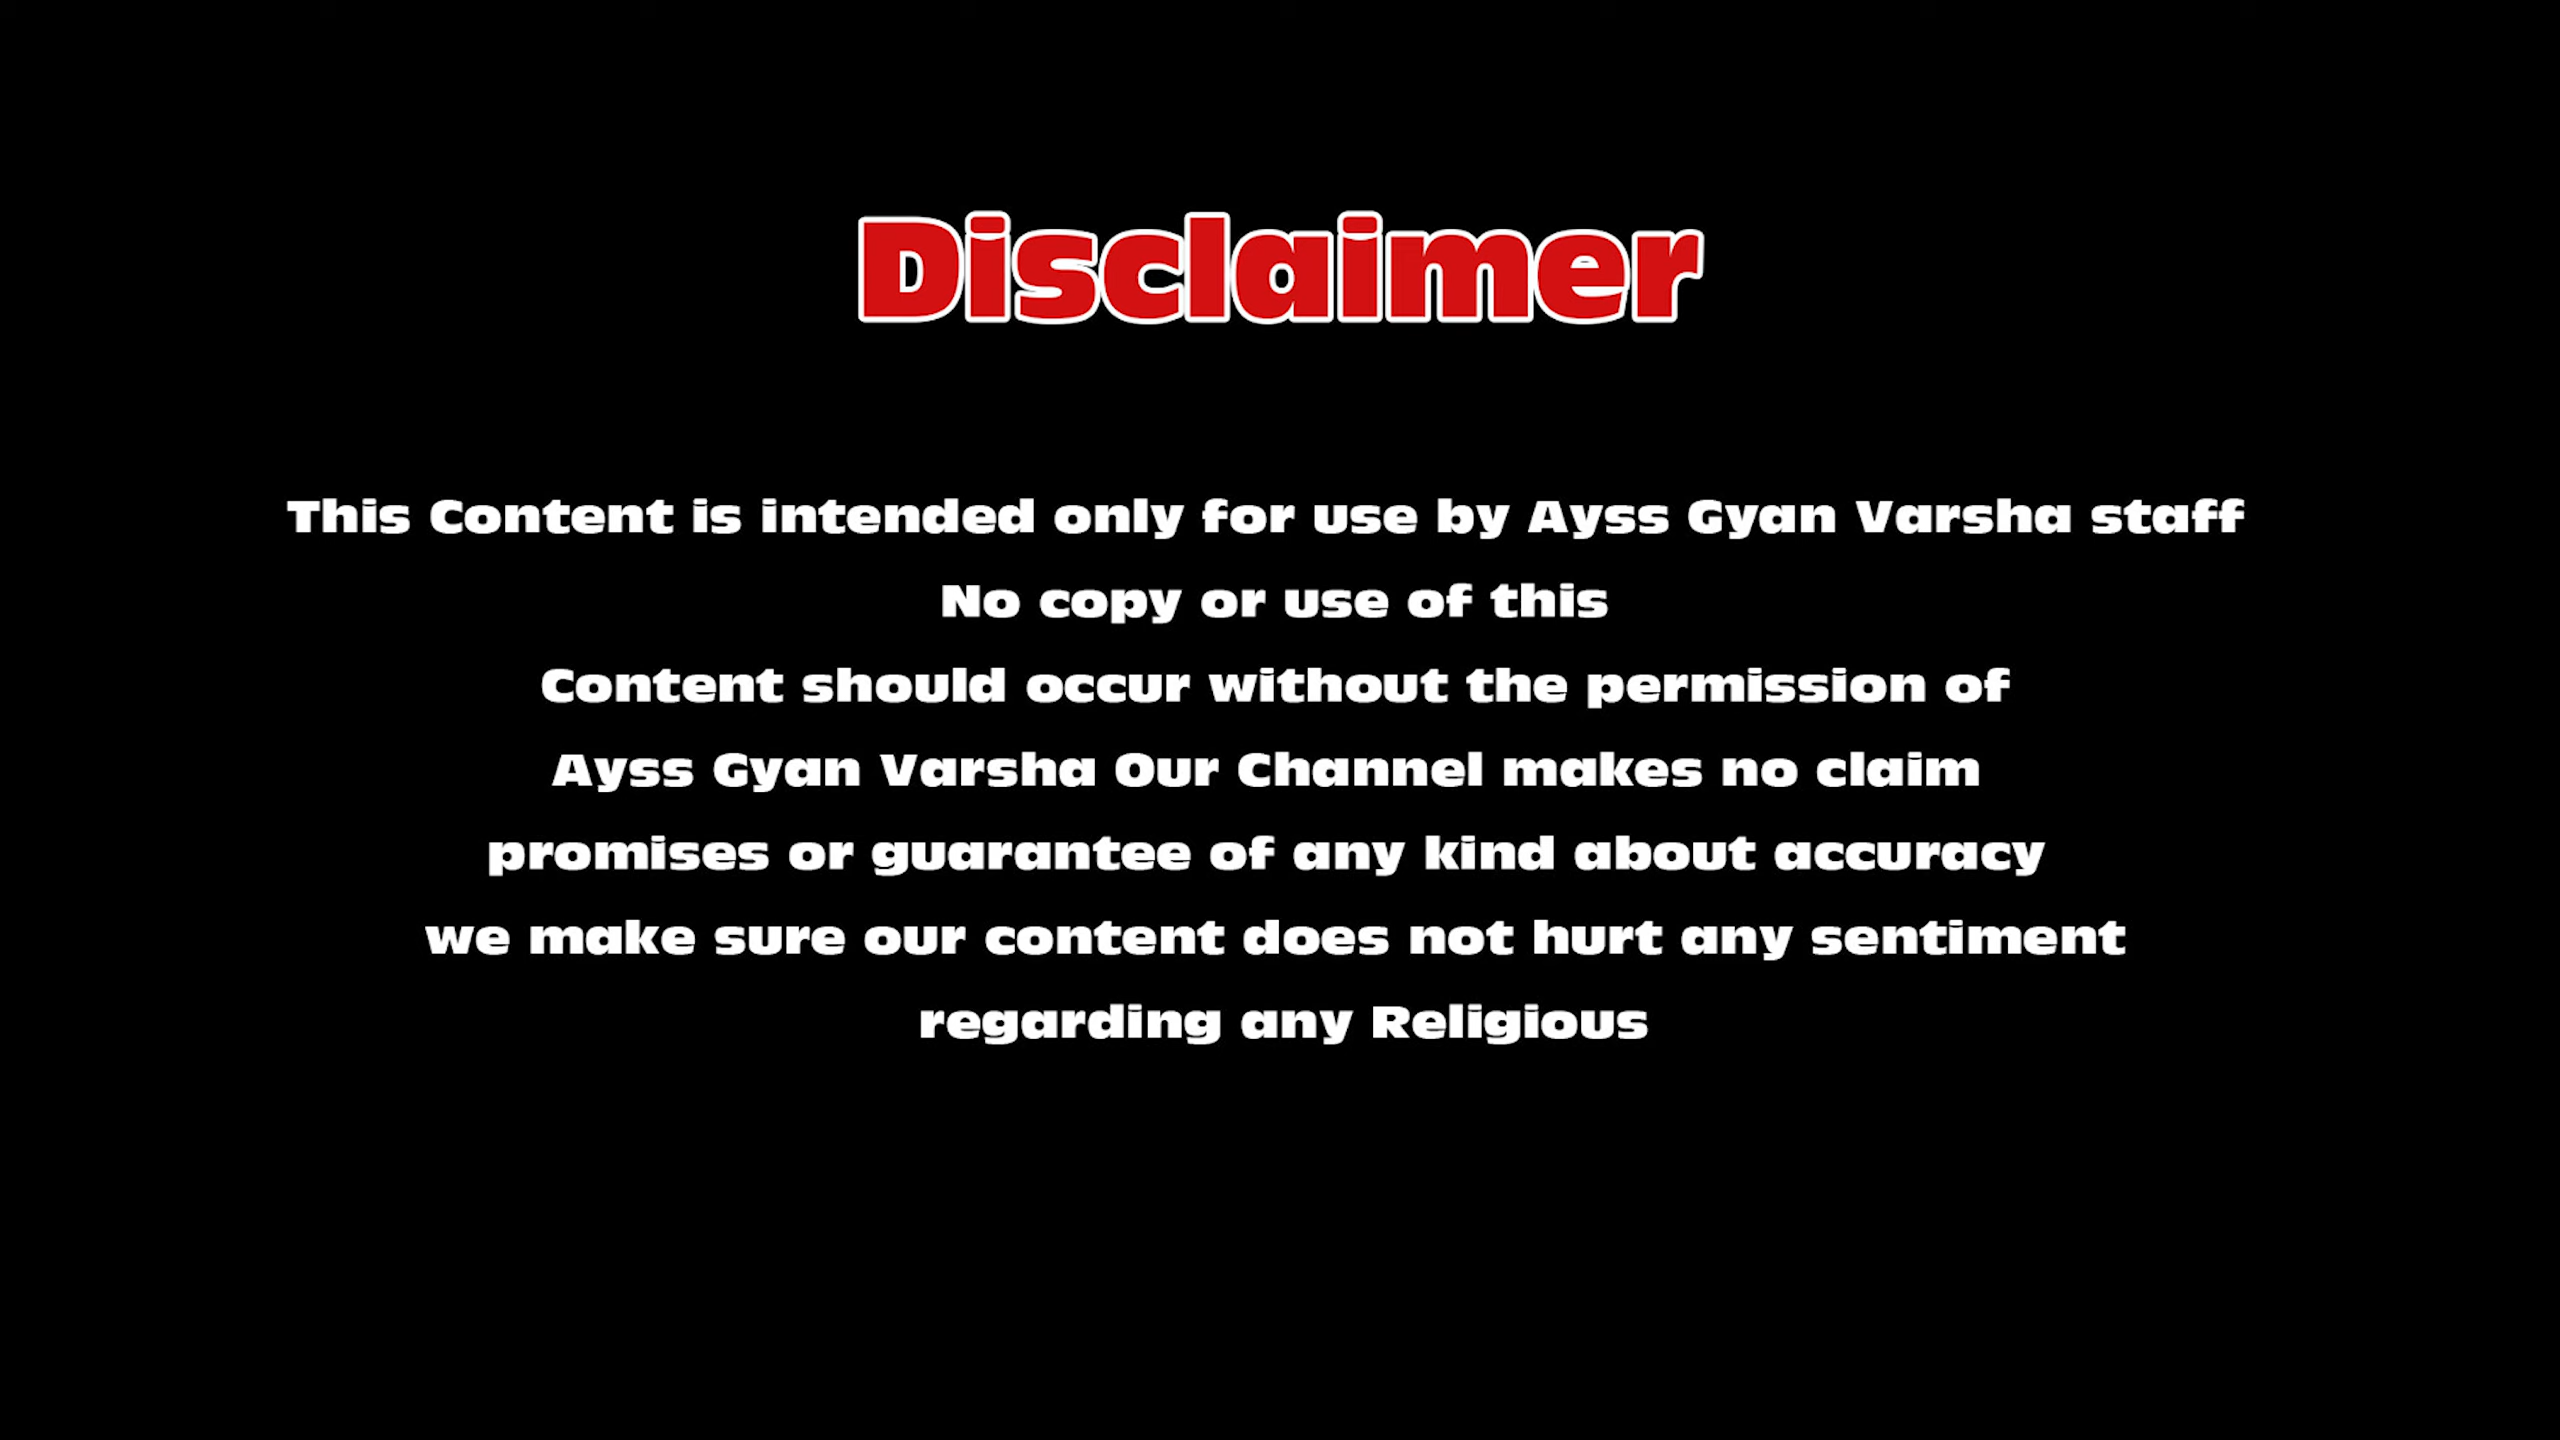 Disclaimer
This Content is intended only for use by Ayss Gyan Varsha staff
No copy or use of this
Content should occur without the permission of
Ayss Gyan Varsha Our Channel makes no claim
promises or guarantee of any kind about accuracy
we make sure our content does not hurt any sentiment
regarding any Religious